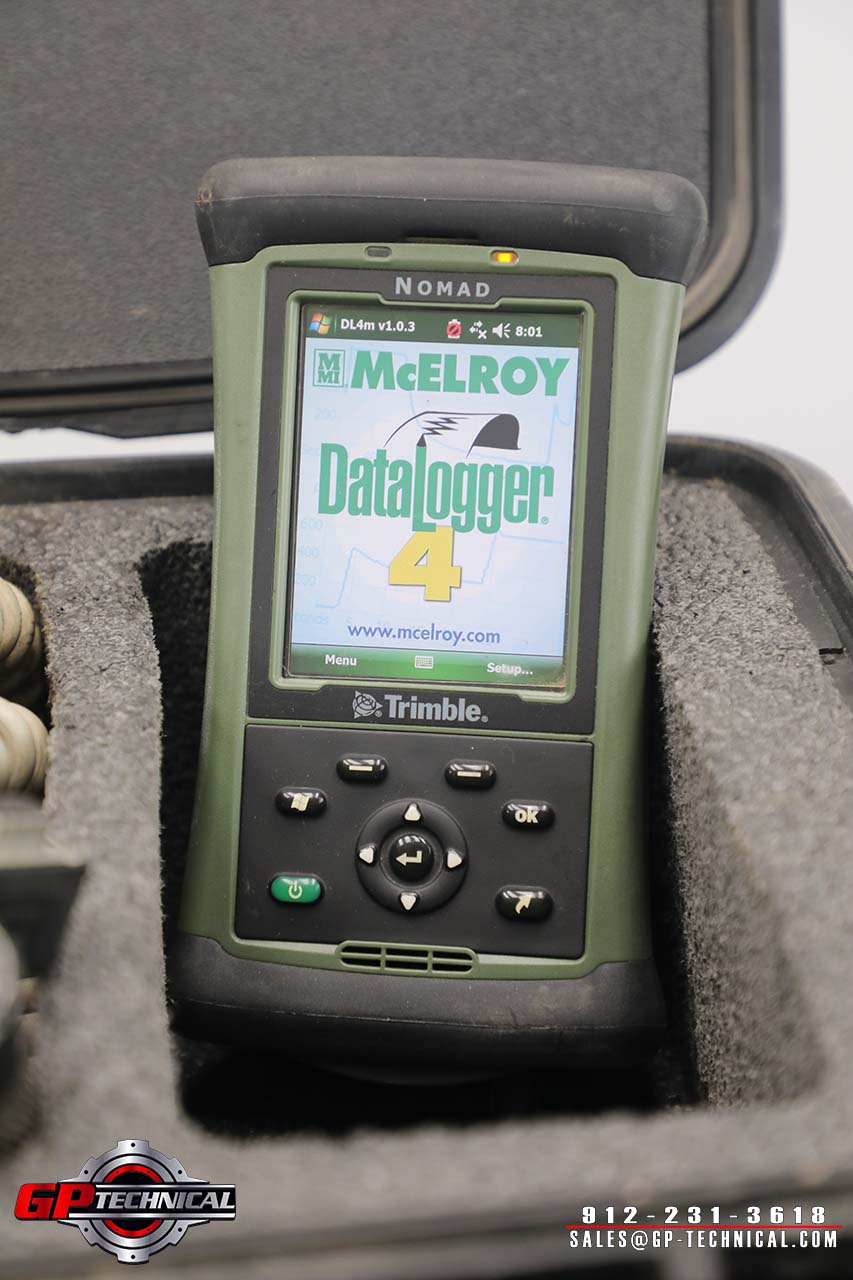 NOMAD
DL4m v1.0.3 8:01
MMI McELROY
DataLogger®
4
www.mcelroy.com
Menu Setup...
Trimble®
OK
GP TECHNICAL
912-231-3618
SALES@GP-TECHNICAL.COM